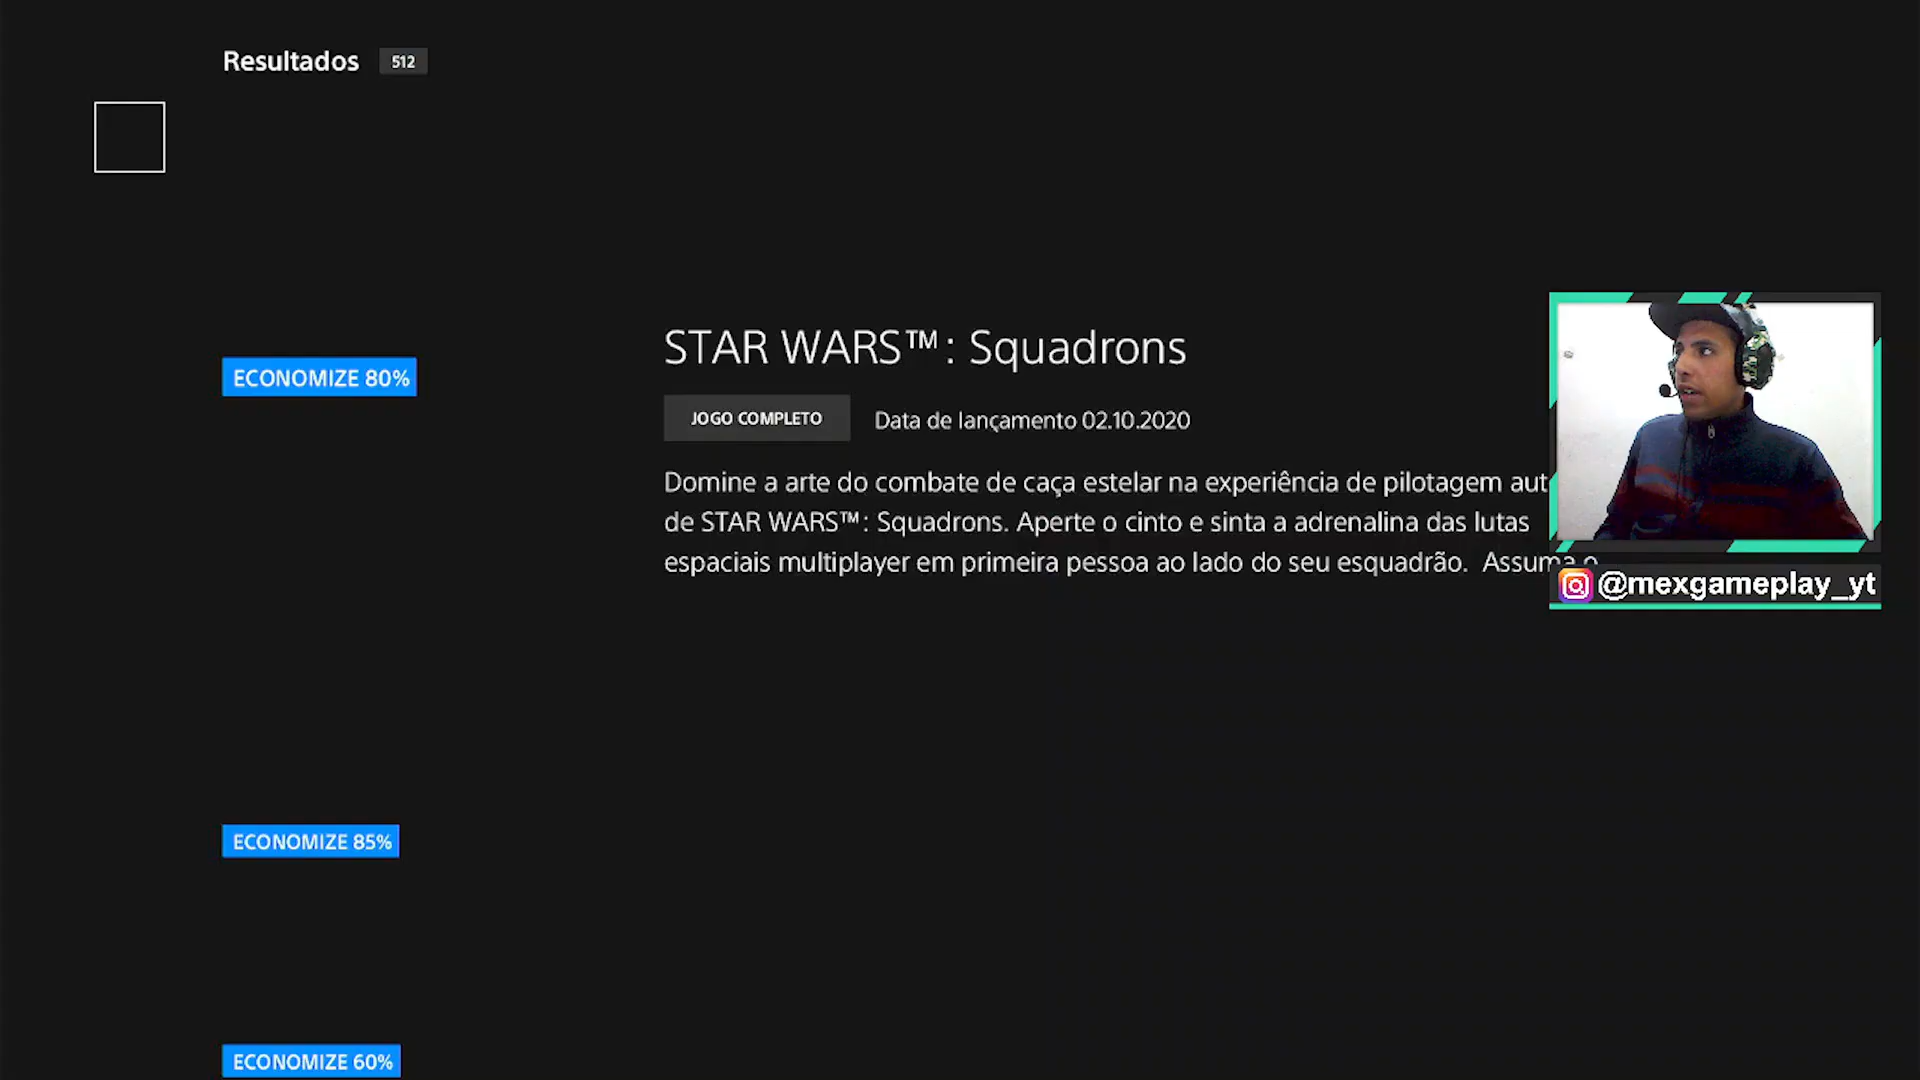 Resultados 512
ECONOMIZE 80%
STAR WARS™: Squadrons
JOGO COMPLETO Data de lançamento 02.10.2020
Domine a arte do combate de caça estelar na experiência de pilotagem
de STAR WARS™: Squadrons. Aperte o cinto e sinta a adrenalina das lutas
espaciais multiplayer em primeira pessoa ao lado do seu esquadrão. Assuma o
@mexgameplay_yt
ECONOMIZE 85%
ECONOMIZE 60%